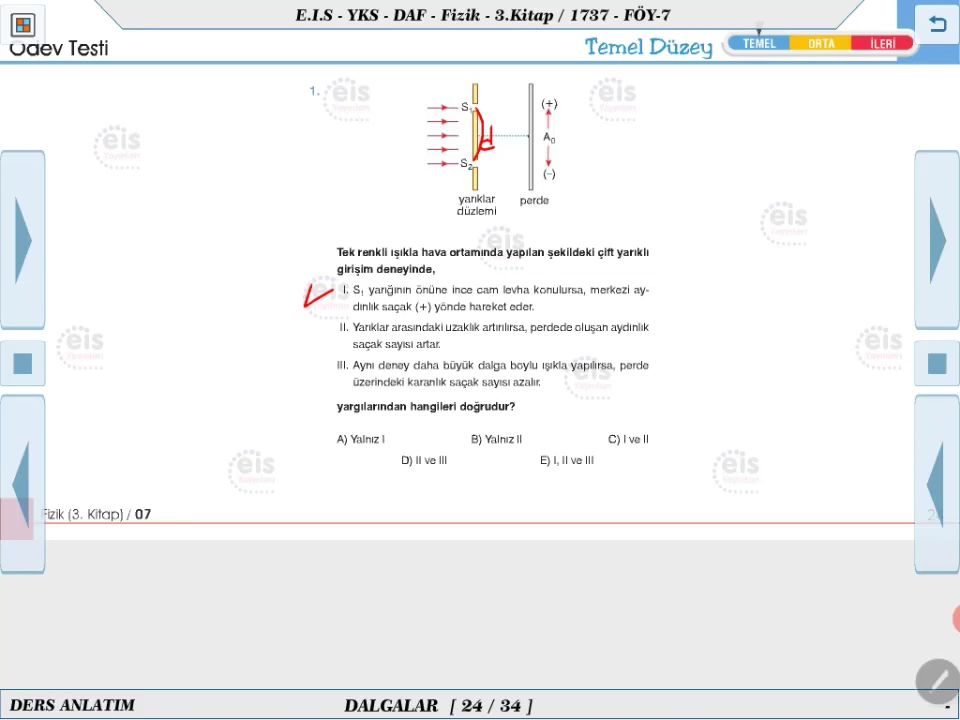 E.I.S - YKS - DAF - Fizik - 3.Kitap / 1737 - FÖY-7
Ödev Testi
Temel Düzey
TEMEL ORTA İLERİ
1.
S1
S2
d
(+)
A0
(–)
yarıklar
düzlemi
perde
Tek renkli ışıkla hava ortamında yapılan şekildeki çift yarıklı
girişim deneyinde,
I. S1 yarığının önüne ince cam levha konulursa, merkezi ay-
dınlık saçak (+) yönde hareket eder.
II. Yarıklar arasındaki uzaklık artırılırsa, perdede oluşan aydınlık
saçak sayısı artar.
III. Aynı deney daha büyük dalga boylu ışıkla yapılırsa, perde
üzerindeki karanlık saçak sayısı azalır.
yargılarından hangileri doğrudur?
A) Yalnız I B) Yalnız II C) I ve II
D) II ve III E) I, II ve III
eis
Yayınları
Fizik (3. Kitap) / 07
DERS ANLATIM
DALGALAR [ 24 / 34 ]
-